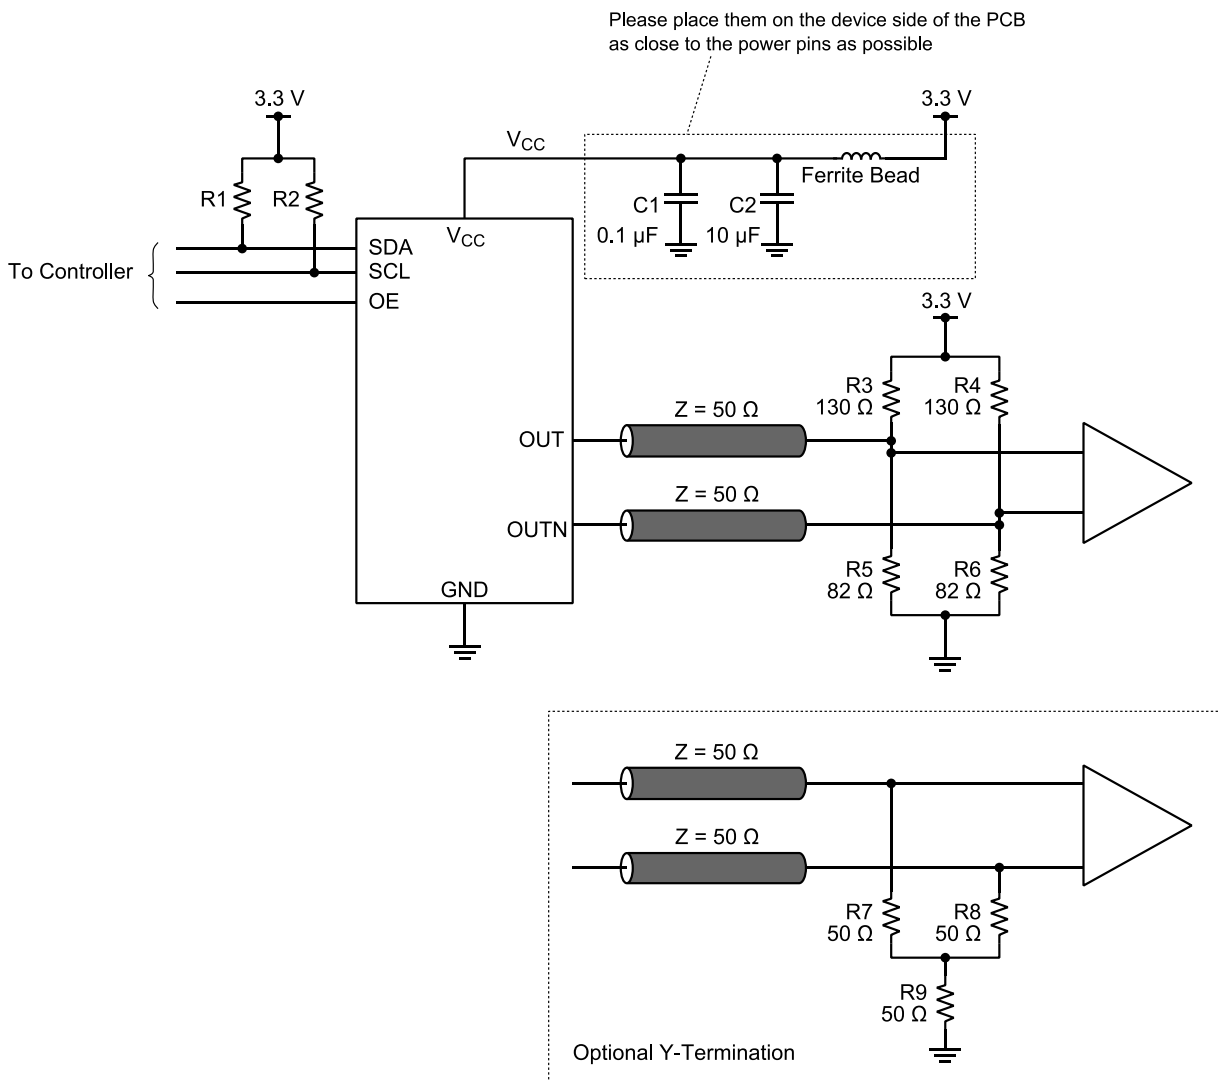 Please place them on the device side of the PCB
as close to the power pins as possible
3.3 V
3.3 V
VCC
R1
R2
Ferrite Bead
C1
0.1 µF
C2
10 µF
To Controller
SDA
SCL
OE
VCC
3.3 V
R3
130 Ω
R4
130 Ω
Z = 50 Ω
OUT
Z = 50 Ω
OUTN
R5
82 Ω
R6
82 Ω
GND
Z = 50 Ω
Z = 50 Ω
R7
50 Ω
R8
50 Ω
R9
50 Ω
Optional Y-Termination